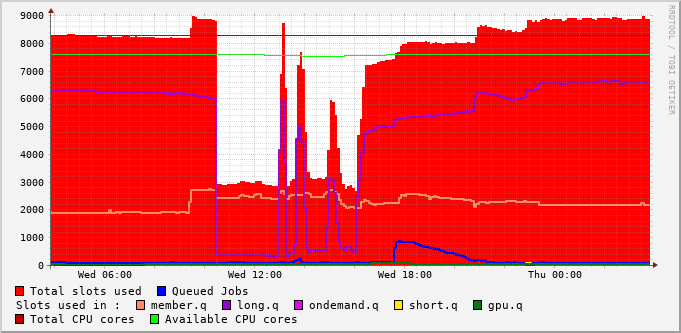 9000
8000
7000
6000
5000
4000
3000
2000
1000
0
Wed 06:00 Wed 12:00 Wed 18:00 Thu 00:00
RRDTOOL / TOBI OETIKER
Total slots used Queued Jobs
Slots used in : member.q long.q ondemand.q short.q gpu.q
Total CPU cores Available CPU cores